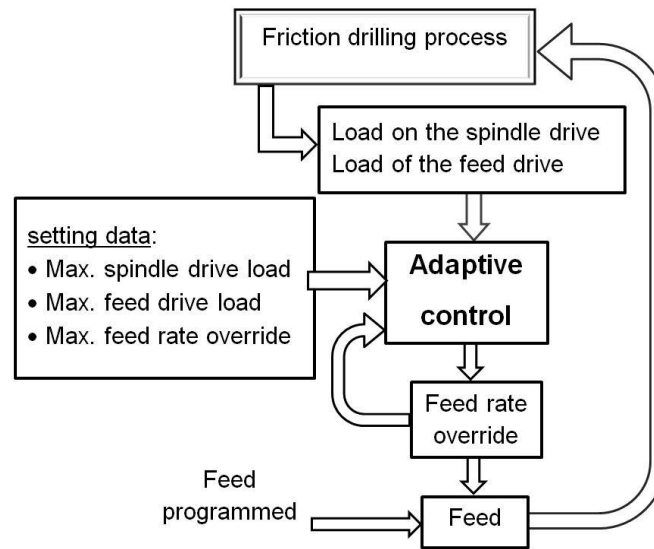 Friction drilling process
Load on the spindle drive
Load of the feed drive
setting data:
• Max. spindle drive load
• Max. feed drive load
• Max. feed rate override
Adaptive
control
Feed rate
override
Feed
programmed
Feed